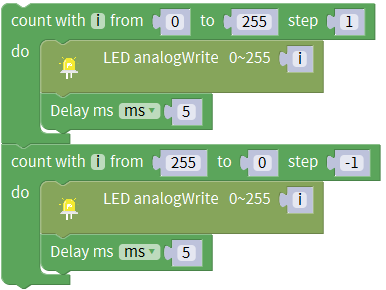 count with i from 0 to 255 step 1
do
LED analogWrite 0~255 i
Delay ms ms 5
count with i from 255 to 0 step -1
do
LED analogWrite 0~255 i
Delay ms ms 5